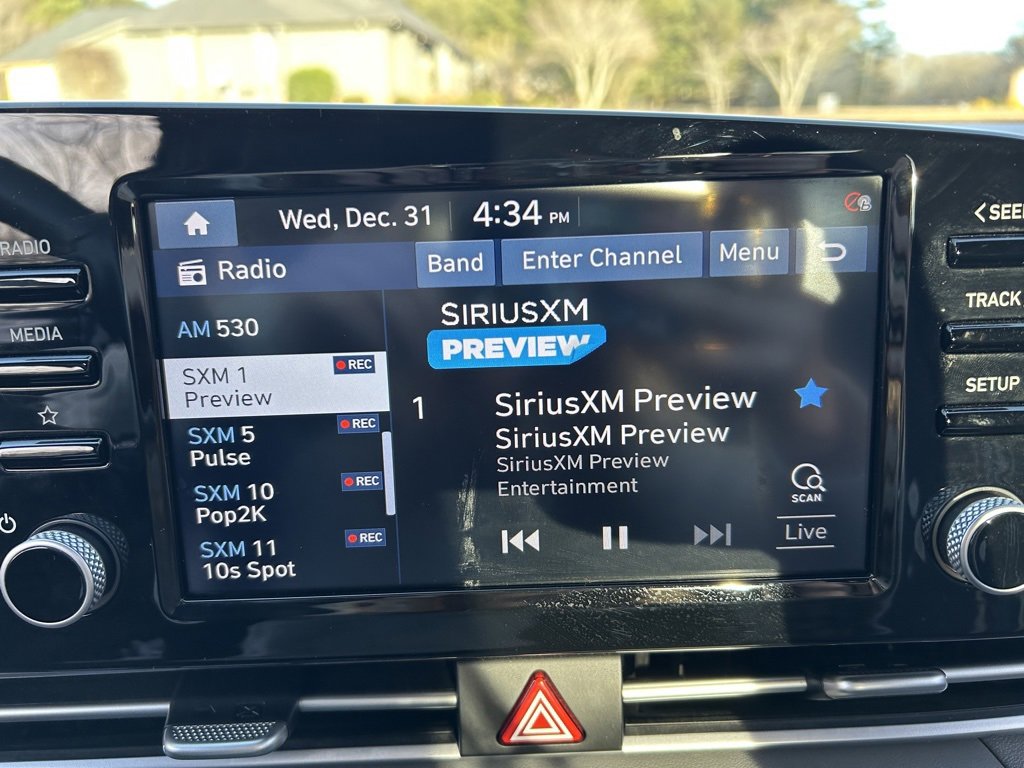 Wed, Dec. 31 4:34 PM
Radio Band Enter Channel Menu
AM 530
SXM 1 REC
Preview
SXM 5 REC
Pulse
SXM 10 REC
Pop2K
SXM 11 REC
10s Spot
SIRIUSXM
PREVIEW
1 SiriusXM Preview
SiriusXM Preview
SiriusXM Preview
Entertainment
SCAN
Live
RADIO
MEDIA
<SEE
TRACK
SETUP